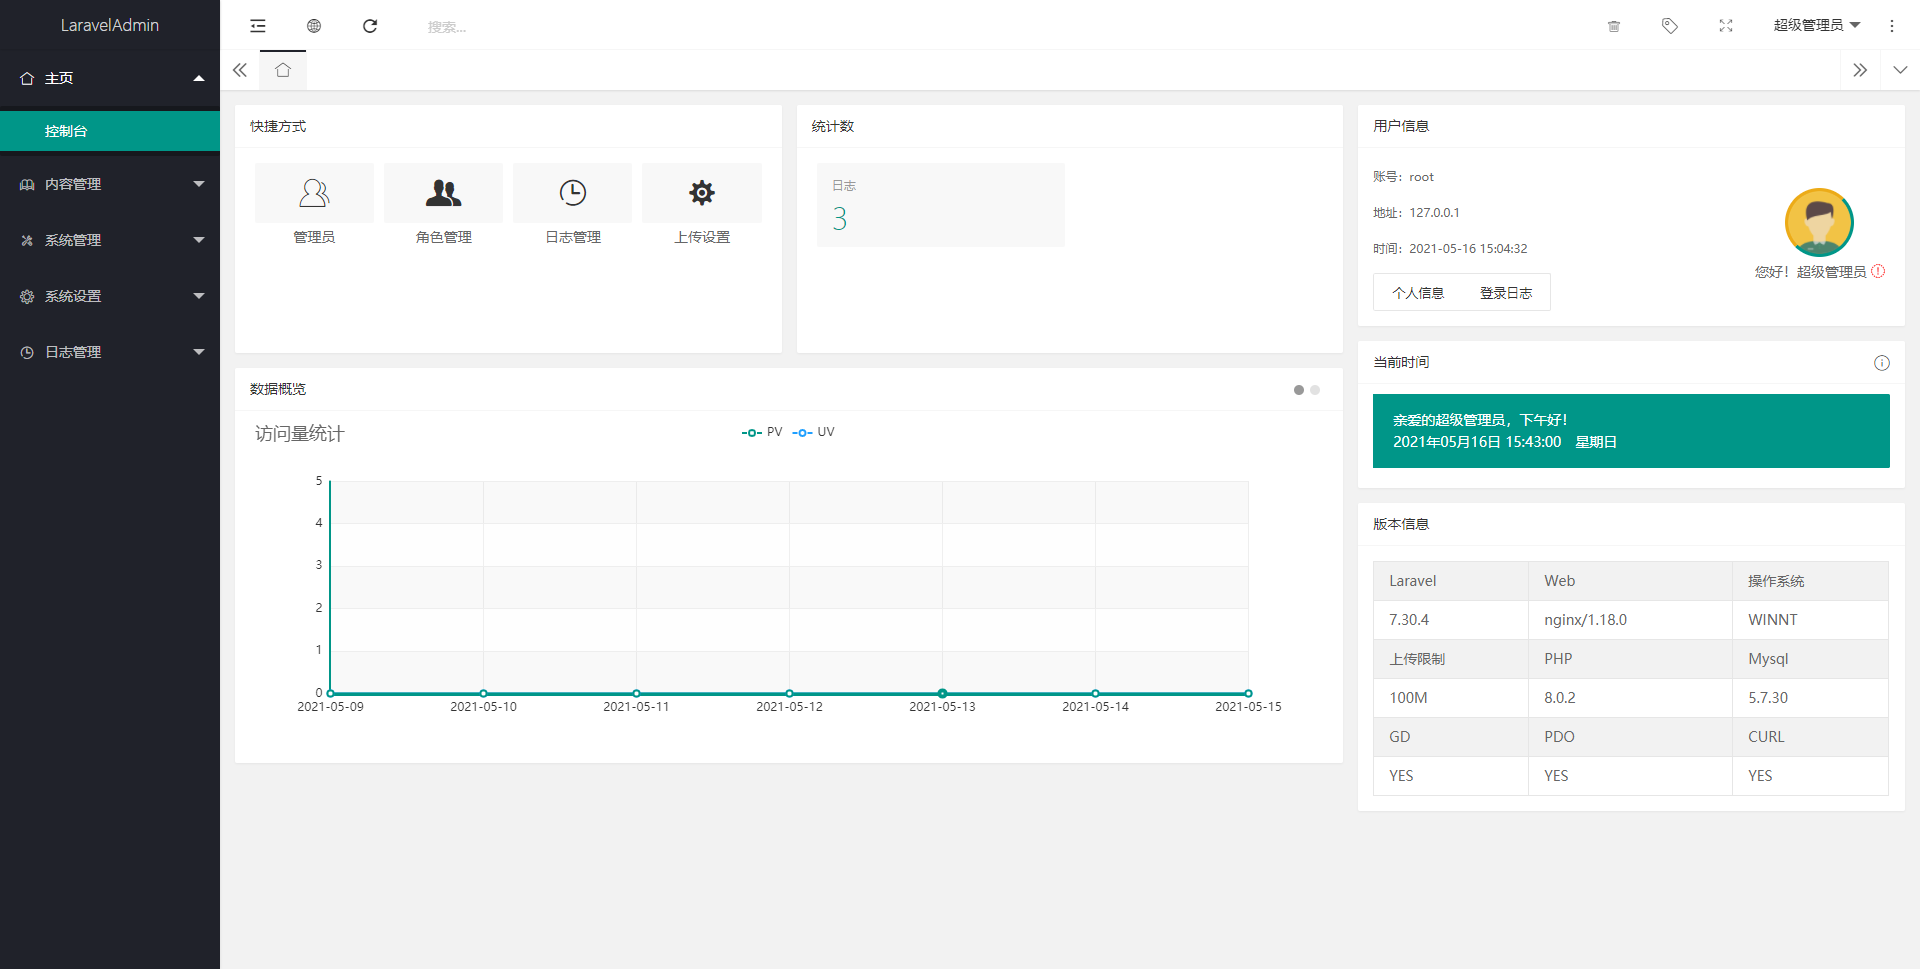 LaravelAdmin
主页
控制台
内容管理
系统管理
系统设置
日志管理
搜索...
超级管理员
快捷方式
管理员
角色管理
日志管理
上传设置
统计数
日志
3
数据概览
访问量统计
PV UV
5
4
3
2
1
0
2021-05-09 2021-05-10 2021-05-11 2021-05-12 2021-05-13 2021-05-14 2021-05-15
用户信息
账号：root
地址：127.0.0.1
时间：2021-05-16 15:04:32
个人信息 登录日志
您好！超级管理员
当前时间
亲爱的超级管理员，下午好！
2021年05月16日 15:43:00 星期日
版本信息
Laravel Web 操作系统
7.30.4 nginx/1.18.0 WINNT
上传限制 PHP Mysql
100M 8.0.2 5.7.30
GD PDO CURL
YES YES YES